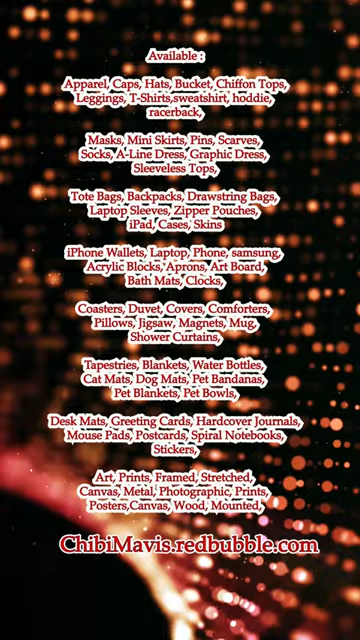 Available :
Apparel, Caps, Hats, Bucket, Chiffon Tops,
Leggings, T-Shirts,sweatshirt, hoddie,
racerback,
Masks, Mini Skirts, Pins, Scarves,
Socks, A-Line Dress, Graphic Dress,
Sleeveless Tops,
Tote Bags, Backpacks, Drawstring Bags,
Laptop Sleeves, Zipper Pouches,
iPad, Cases, Skins
iPhone Wallets, Laptop, Phone, samsung,
Acrylic Blocks, Aprons, Art Board,
Bath Mats, Clocks,
Coasters, Duvet, Covers, Comforters,
Pillows, Jigsaw, Magnets, Mug,
Shower Curtains,
Tapestries, Blankets, Water Bottles,
Cat Mats, Dog Mats, Pet Bandanas,
Pet Blankets, Pet Bowls,
Desk Mats, Greeting Cards, Hardcover Journals,
Mouse Pads, Postcards, Spiral Notebooks,
Stickers,
Art, Prints, Framed, Stretched,
Canvas, Metal, Photographic, Prints,
Posters,Canvas, Wood, Mounted,
ChibiMavis.redbubble.com